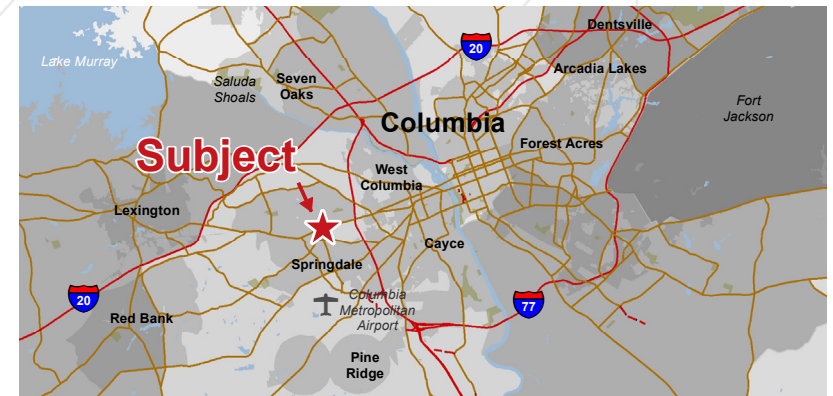 Dentsville
20
Lake Murray
Arcadia Lakes
Seven
Oaks
Saluda
Shoals
Fort
Jackson
Columbia
Forest Acres
Subject
West
Columbia
Lexington
Cayce
Springdale
20
Columbia
Metropolitan
Airport
77
Red Bank
Pine
Ridge